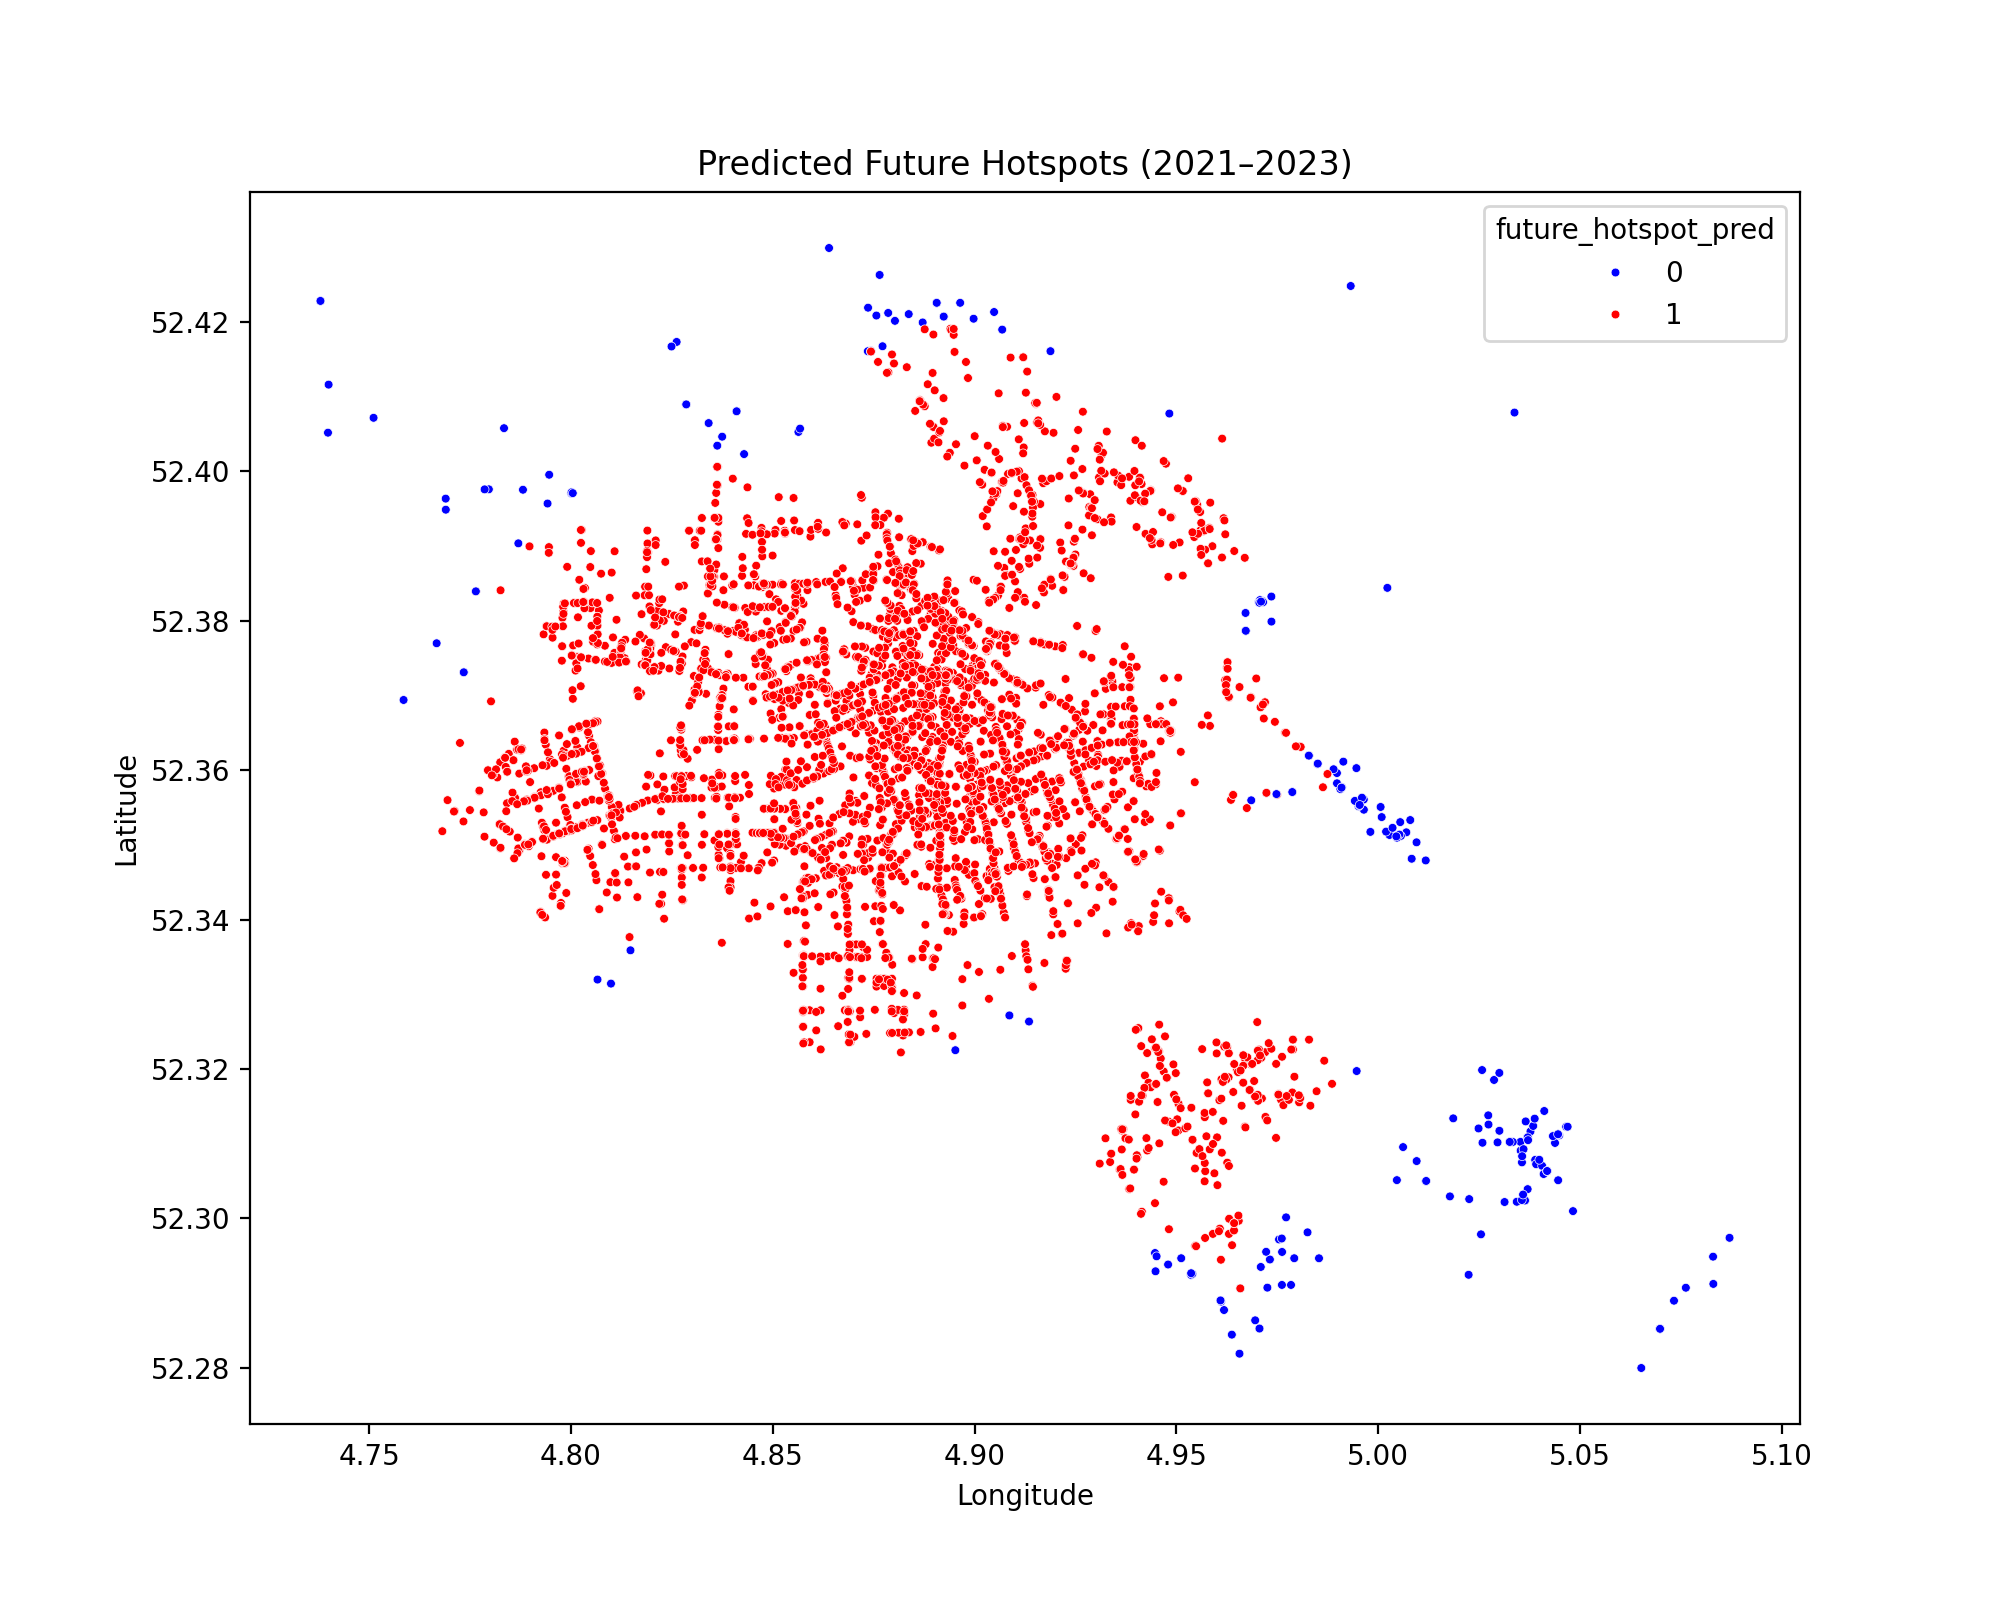 Predicted Future Hotspots (2021–2023)
future_hotspot_pred
0
1
52.42
52.40
52.38
52.36
52.34
52.32
52.30
52.28
Latitude
4.75 4.80 4.85 4.90 4.95 5.00 5.05 5.10
Longitude